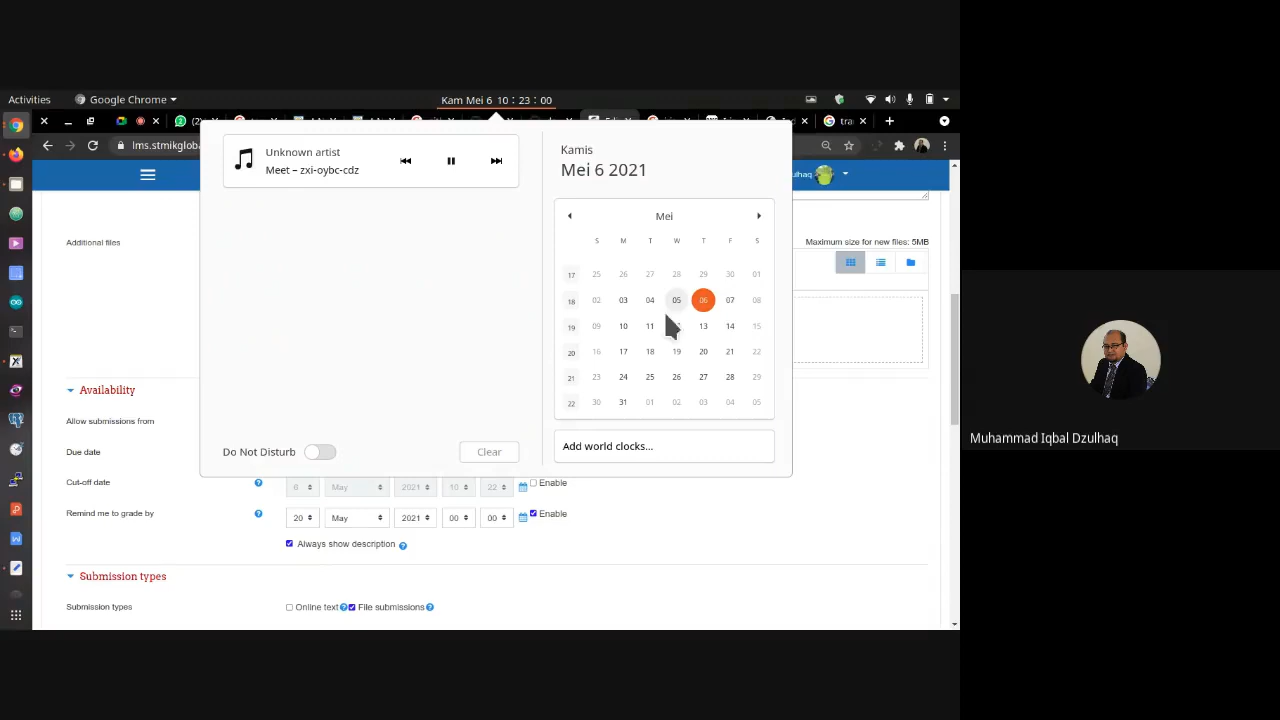 Activities
Google Chrome
Kam Mei 6 10 : 23 : 00
lms.stmikgloba
Unknown artist
Meet – zxi-oybc-cdz
Do Not Disturb
Clear
Kamis
Mei 6 2021
Mei
S M T W T F S
17 25 26 27 28 29 30 01
18 02 03 04 05 06 07 08
19 09 10 11 13 14 15
20 16 17 18 19 20 21 22
21 23 24 25 26 27 28 29
22 30 31 01 02 03 04 05
Add world clocks...
ulhaq
Additional files
Maximum size for new files: 5MB
Availability
Allow submissions from
Due date
Cut-off date
6 May 2021 10 22 Enable
Remind me to grade by
20 May 2021 00 00 Enable
Always show description
Submission types
Submission types
Online text File submissions
Muhammad Iqbal Dzulhaq